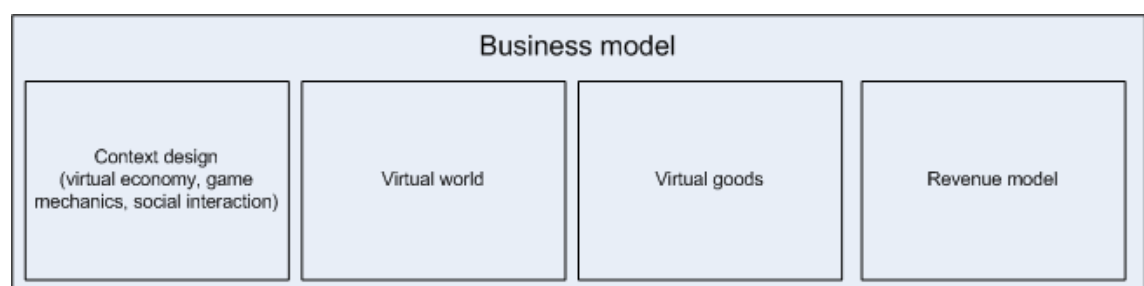 Business model
Context design
(virtual economy, game
mechanics, social interaction)
Virtual world
Virtual goods
Revenue model